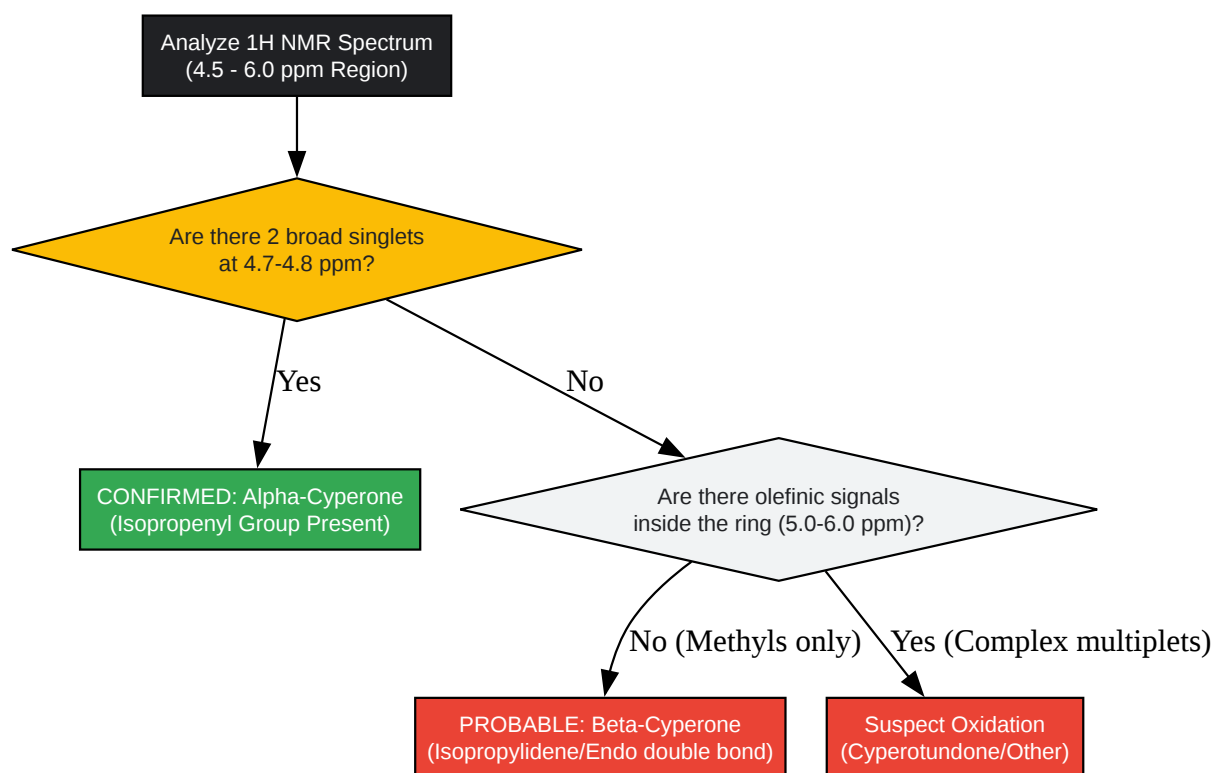 Analyze 1H NMR Spectrum
(4.5 - 6.0 ppm Region)
Are there 2 broad singlets
at 4.7-4.8 ppm?
Yes
No
CONFIRMED: Alpha-Cyperone
(Isopropenyl Group Present)
Are there olefinic signals
inside the ring (5.0-6.0 ppm)?
No (Methyls only)
Yes (Complex multiplets)
PROBABLE: Beta-Cyperone
(Isopropylidene/Endo double bond)
Suspect Oxidation
(Cyperotundone/Other)